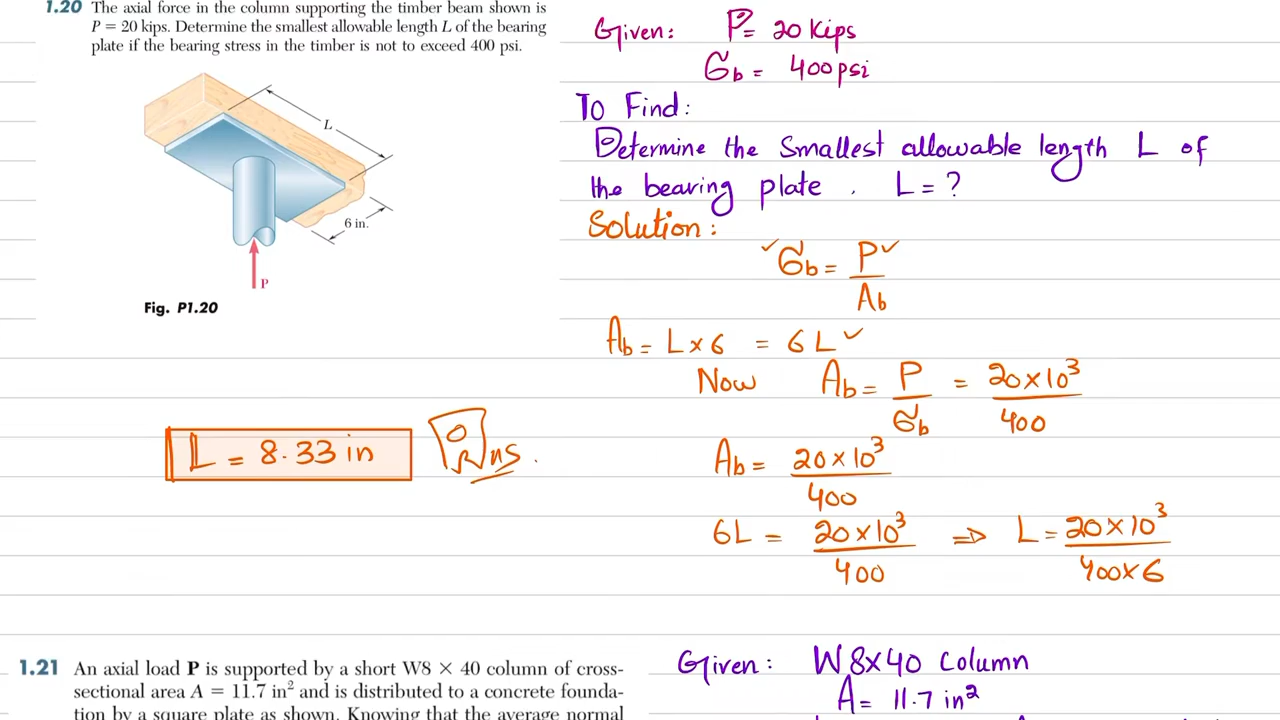 1.20 The axial force in the column supporting the timber beam shown is
P = 20 kips. Determine the smallest allowable length L of the bearing
plate if the bearing stress in the timber is not to exceed 400 psi.
L
6 in.
P
Fig. P1.20
Given: P = 20 kips
σb = 400 psi
To Find:
Determine the smallest allowable length L of
the bearing plate . L = ?
Solution:
✓σb = P✓/Ab
Ab = L × 6 = 6L ✓
Now Ab = P/σb = 20×10³/400
Ab = 20×10³/400
6L = 20×10³/400 ⇒ L = 20×10³/400×6
L = 8.33 in Ans.
1.21 An axial load P is supported by a short W8 × 40 column of cross-
sectional area A = 11.7 in² and is distributed to a concrete founda-
tion by a square plate as shown. Knowing that the average normal
Given: W8×40 Column
A = 11.7 in²